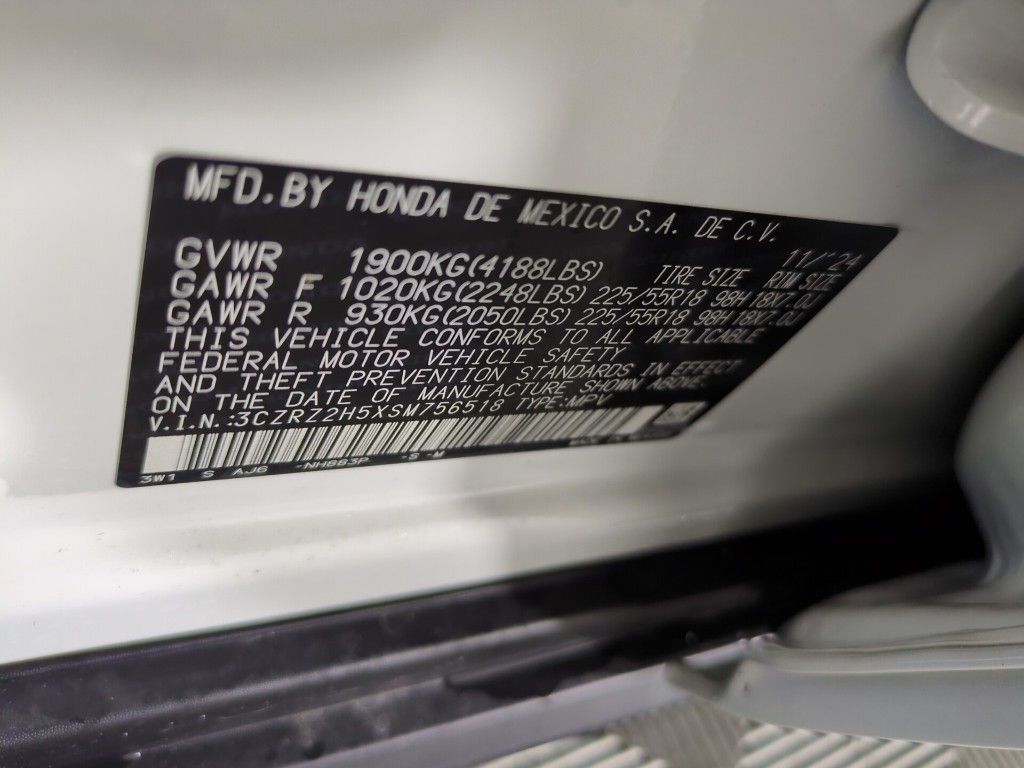 MFD.BY HONDA DE MEXICO S.A. DE C.V.
11/'24
GVWR 1900KG(4188LBS) TIRE SIZE RIM SIZE
GAWR F 1020KG(2248LBS) 225/55R18 98H 18X7.0J
GAWR R 930KG(2050LBS) 225/55R18 98H 18X7.0J
THIS VEHICLE CONFORMS TO ALL APPLICABLE
FEDERAL MOTOR VEHICLE SAFETY
AND THEFT PREVENTION STANDARDS IN EFFECT
ON THE DATE OF MANUFACTURE SHOWN ABOVE.
V.I.N.:3CZRZ2H5XSM756518 TYPE:MPV
3W1 S AJ6 -NH883P -S -M